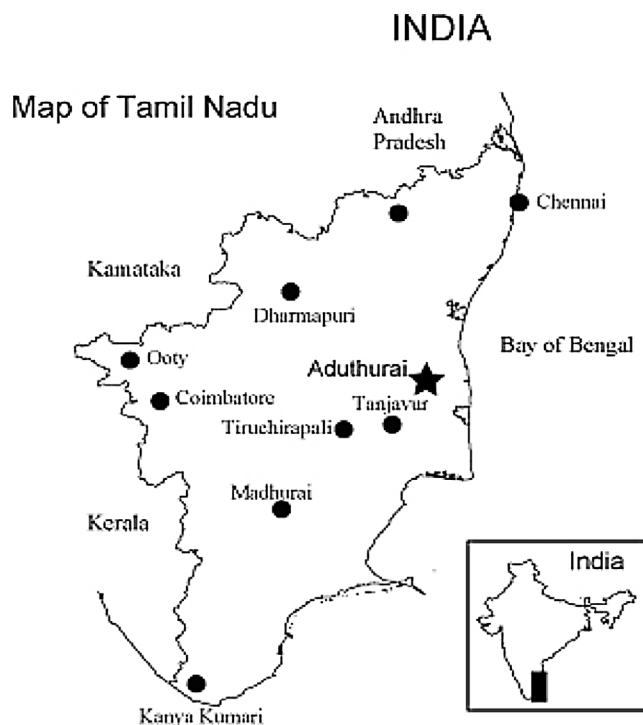 INDIA
Map of Tamil Nadu
Andhra
Pradesh
Chennai
Kamataka
Dharmapuri
Bay of Bengal
Ooty
Aduthurai
Coimbatore
Tanjavur
Tiruchirapali
Madhurai
Kerala
India
Kanya Kumari